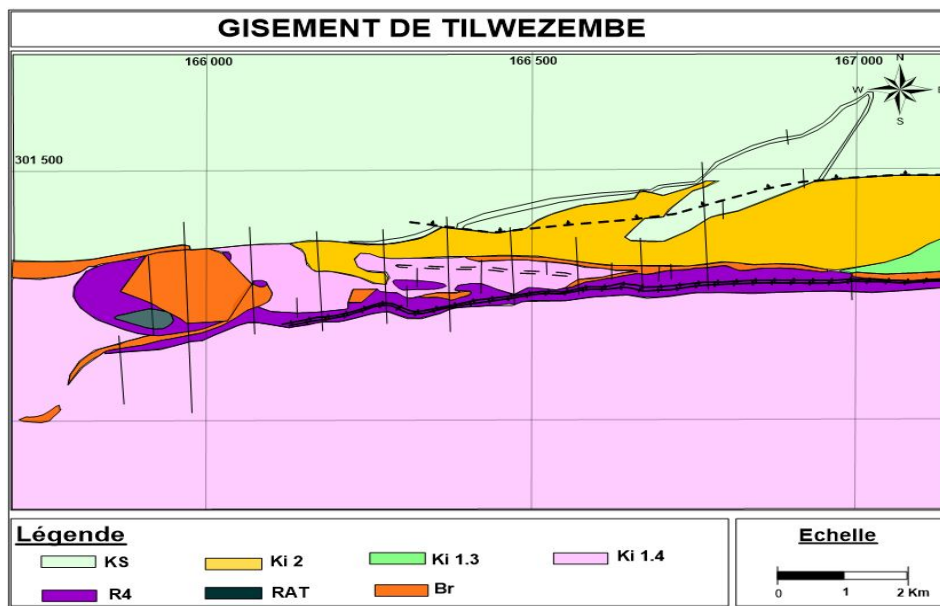 GISEMENT DE TILWEZEMBE
166 000 166 500 167 000
N
W
S
301 500
Légende
KS Ki 2 Ki 1.3 Ki 1.4
R4 RAT Br
Echelle
0 1 2 Km